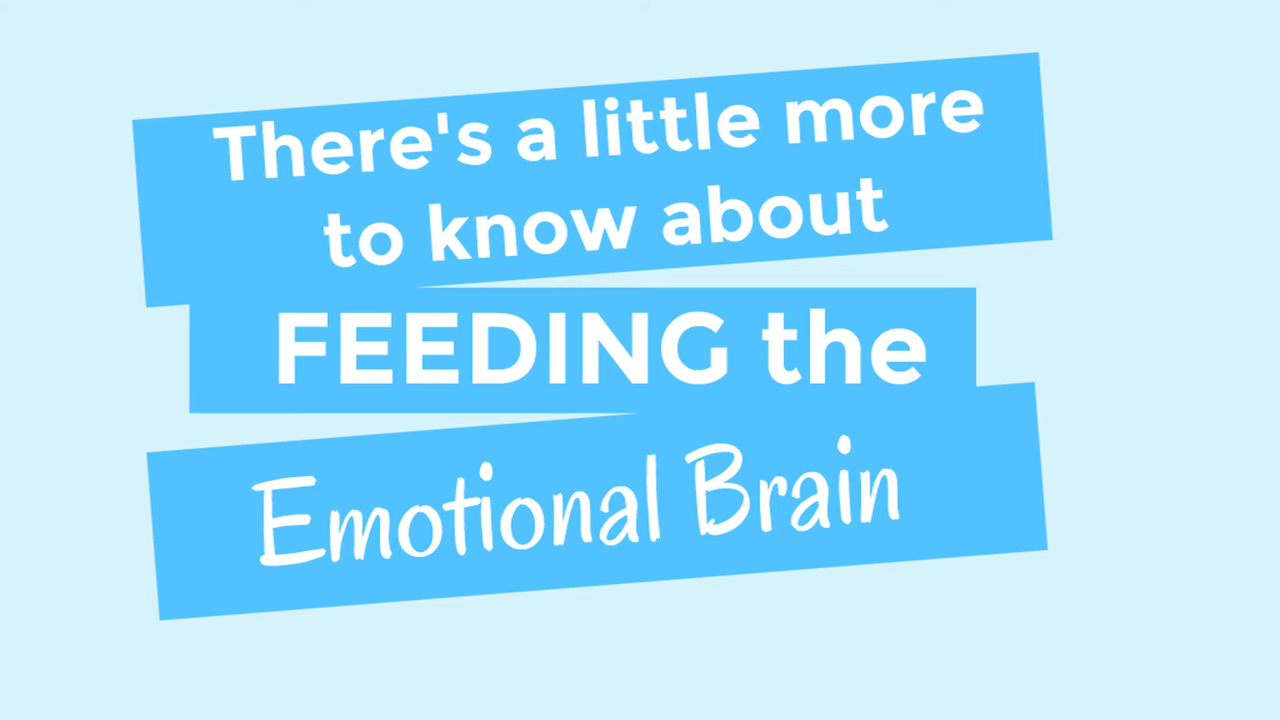 There's a little more
to know about
FEEDING the
Emotional Brain